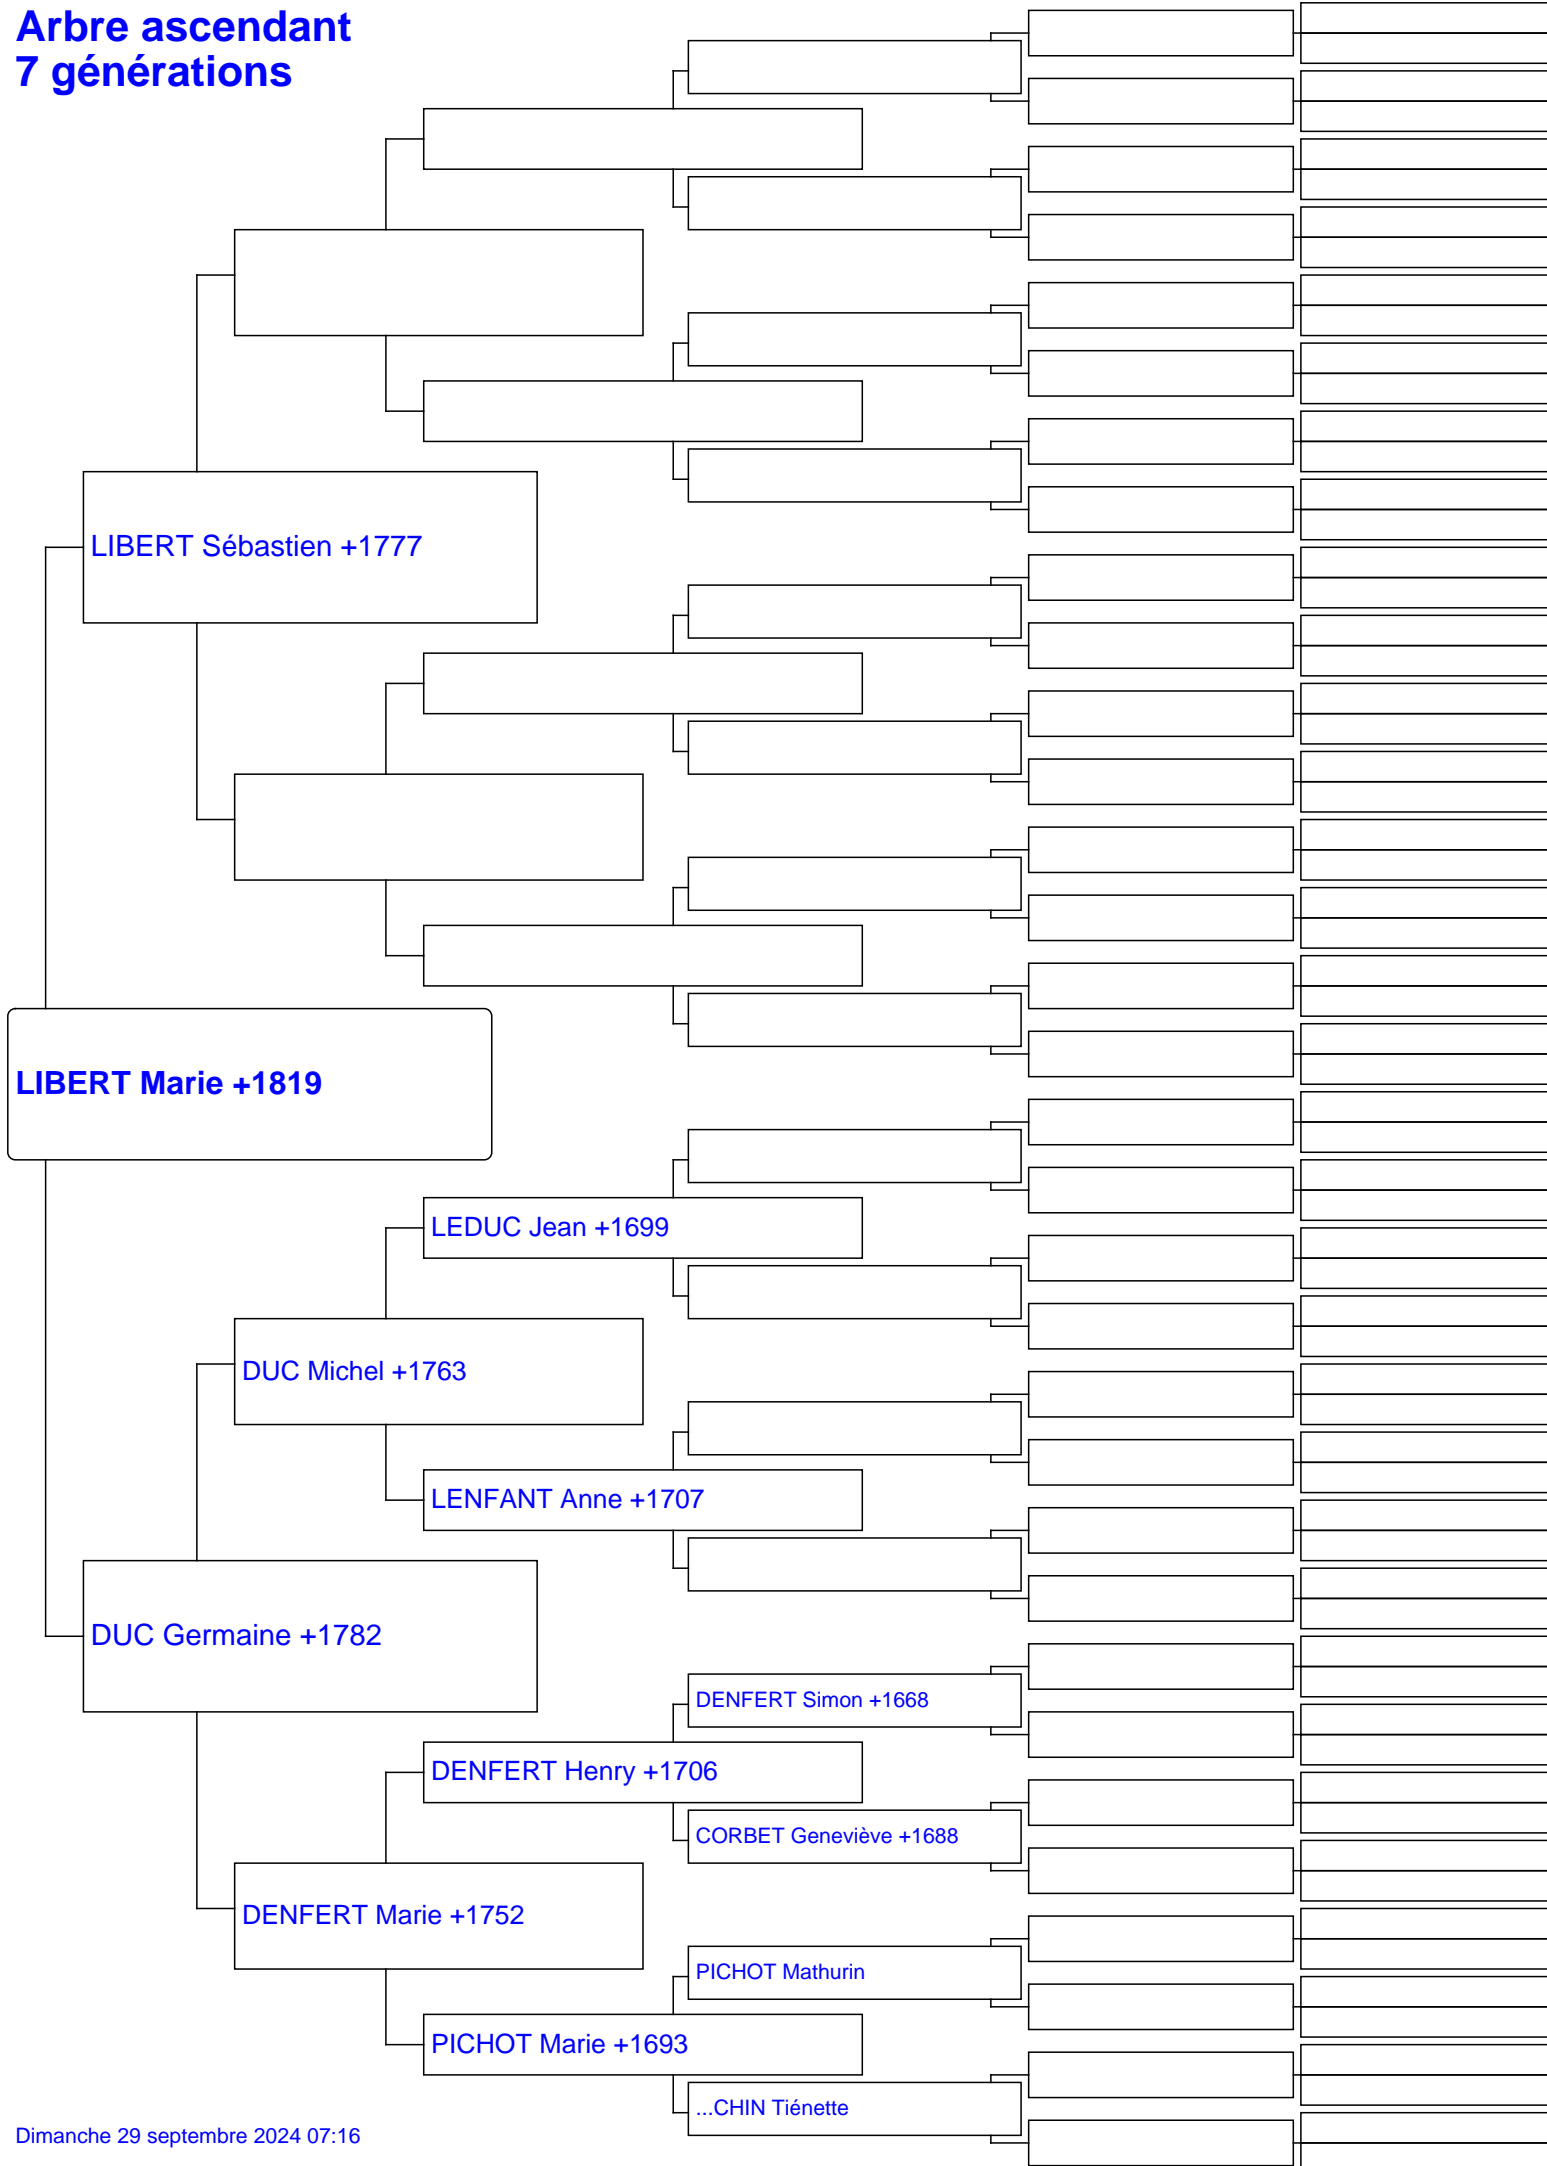 Arbre ascendant
7 générations
LIBERT Sébastien +1777
LIBERT Marie +1819
LEDUC Jean +1699
DUC Michel +1763
LENFANT Anne +1707
DUC Germaine +1782
DENFERT Simon +1668
DENFERT Henry +1706
CORBET Geneviève +1688
DENFERT Marie +1752
PICHOT Mathurin
PICHOT Marie +1693
...CHIN Tiénette
Dimanche 29 septembre 2024 07:16